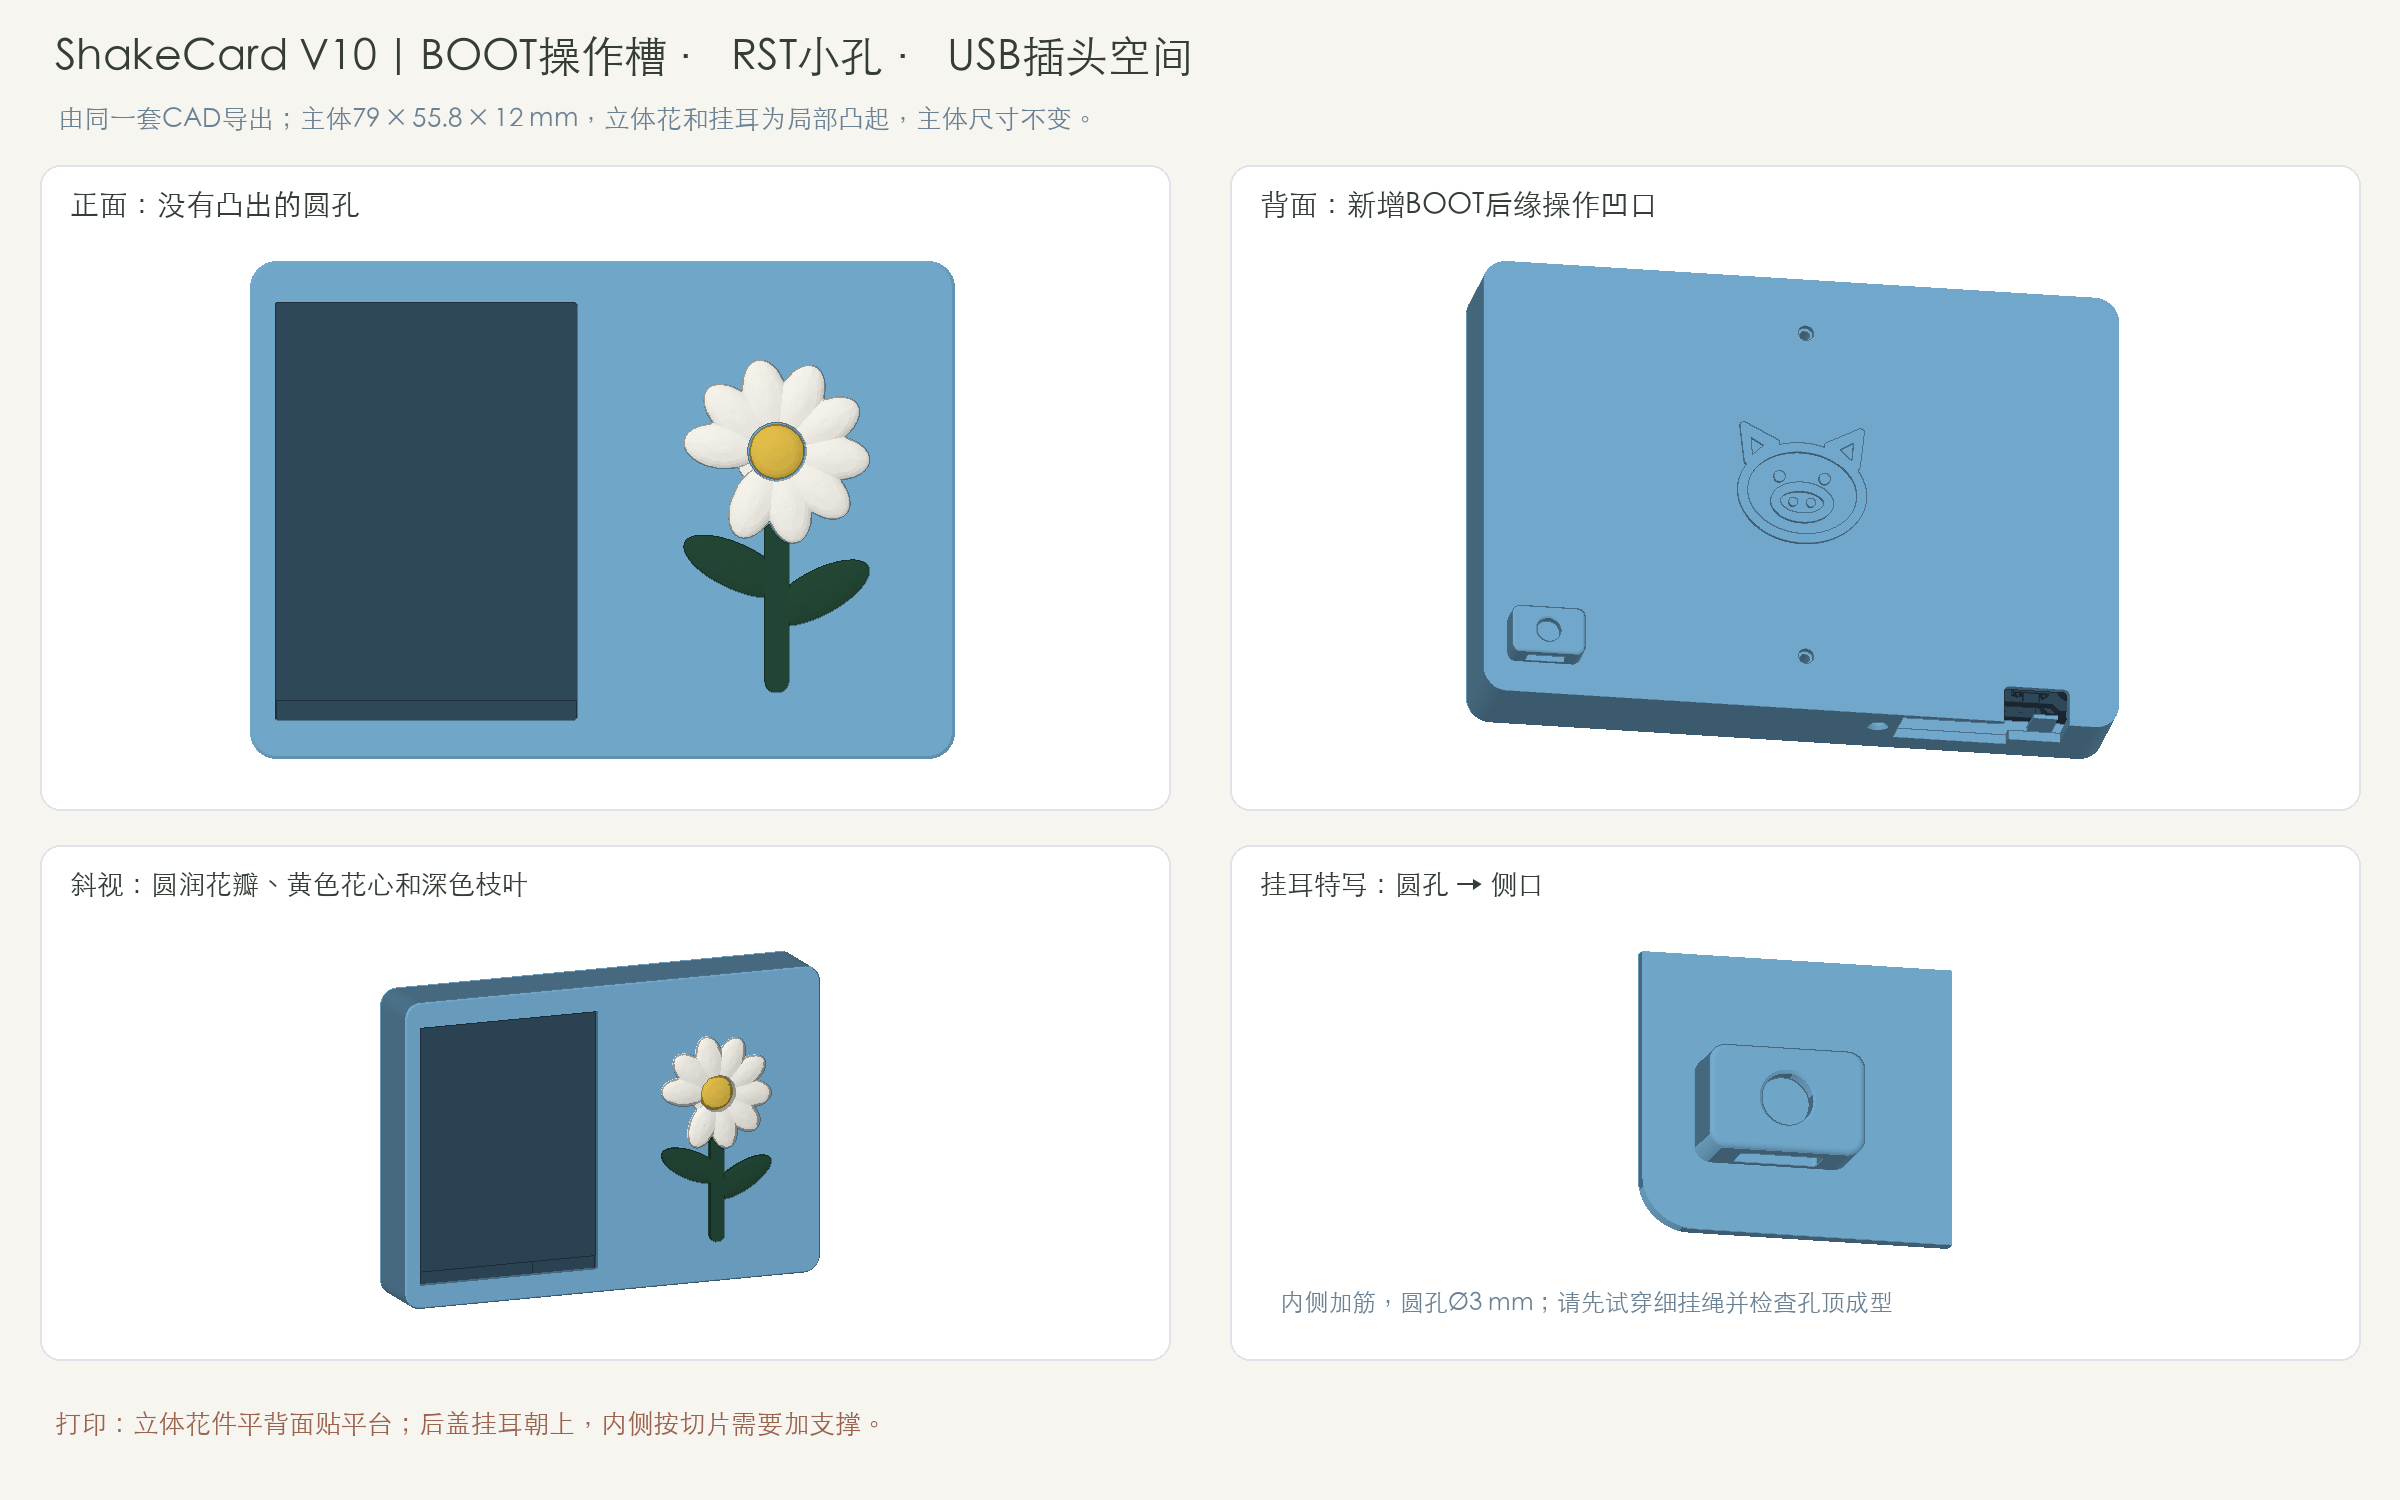 ShakeCard V10 | BOOT操作槽 · RST小孔 · USB插头空间
由同一套CAD导出；主体79 × 55.8 × 12 mm，立体花和挂耳为局部凸起，主体尺寸不变。
正面：没有凸出的圆孔
背面：新增BOOT后缘操作凹口
斜视：圆润花瓣、黄色花心和深色枝叶
挂耳特写：圆孔 → 侧口
内侧加筋，圆孔Ø3 mm；请先试穿细挂绳并检查孔顶成型
打印：立体花件平背面贴平台；后盖挂耳朝上，内侧按切片需要加支撑。